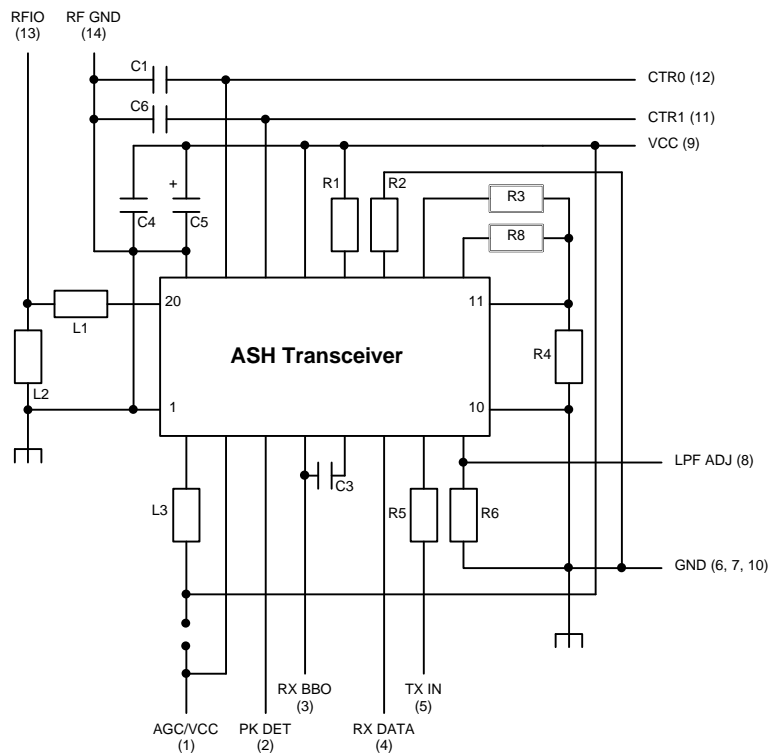 RFIO
(13)
RF GND
(14)
C1
CTR0 (12)
C6
CTR1 (11)
VCC (9)
R1
R2
R3
+
C4
C5
R8
20
11
L1
ASH Transceiver
R4
L2
1
10
LPF ADJ (8)
C3
L3
R5
R6
GND (6, 7, 10)
RX BBO
(3)
TX IN
(5)
AGC/VCC
(1)
PK DET
(2)
RX DATA
(4)